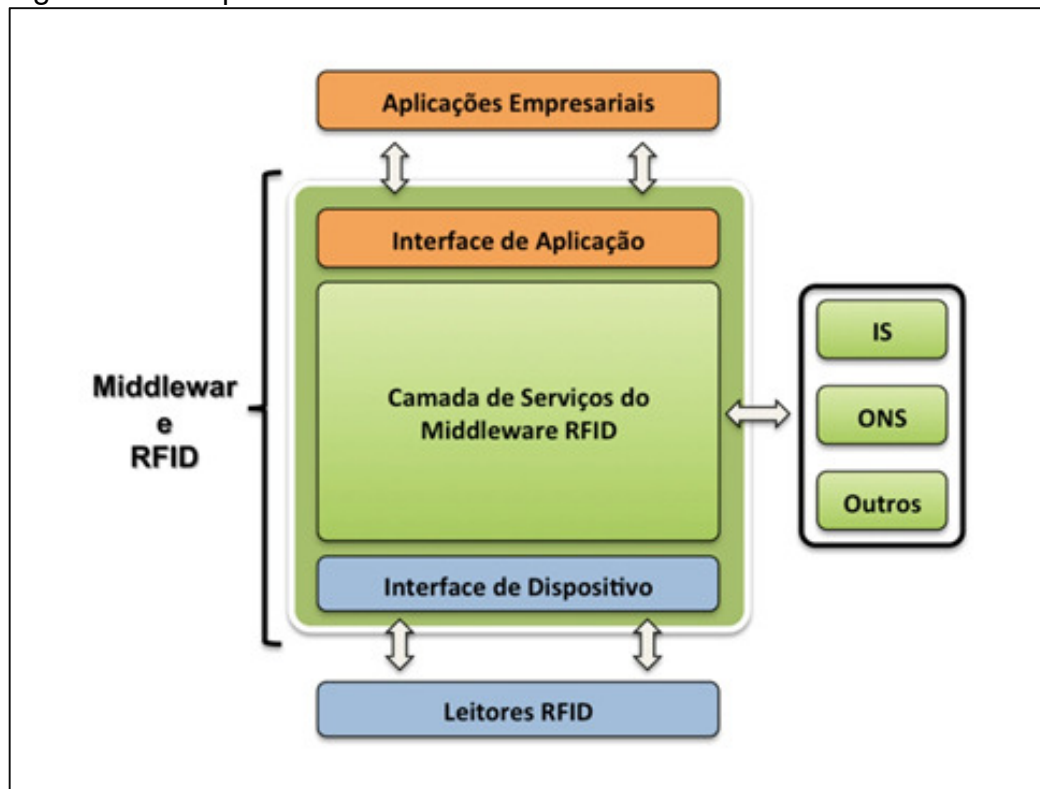 Aplicações Empresariais
Interface de Aplicação
Camada de Serviços do
Middleware RFID
Interface de Dispositivo
Leitores RFID
Middlewar
e
RFID
IS
ONS
Outros